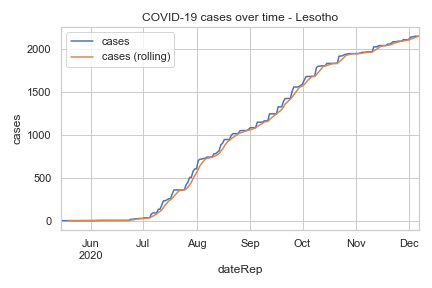 COVID-19 cases over time - Lesotho
cases
cases (rolling)
2000
1500
1000
500
0
cases
Jun
2020
Jul
Aug
Sep
Oct
Nov
Dec
dateRep